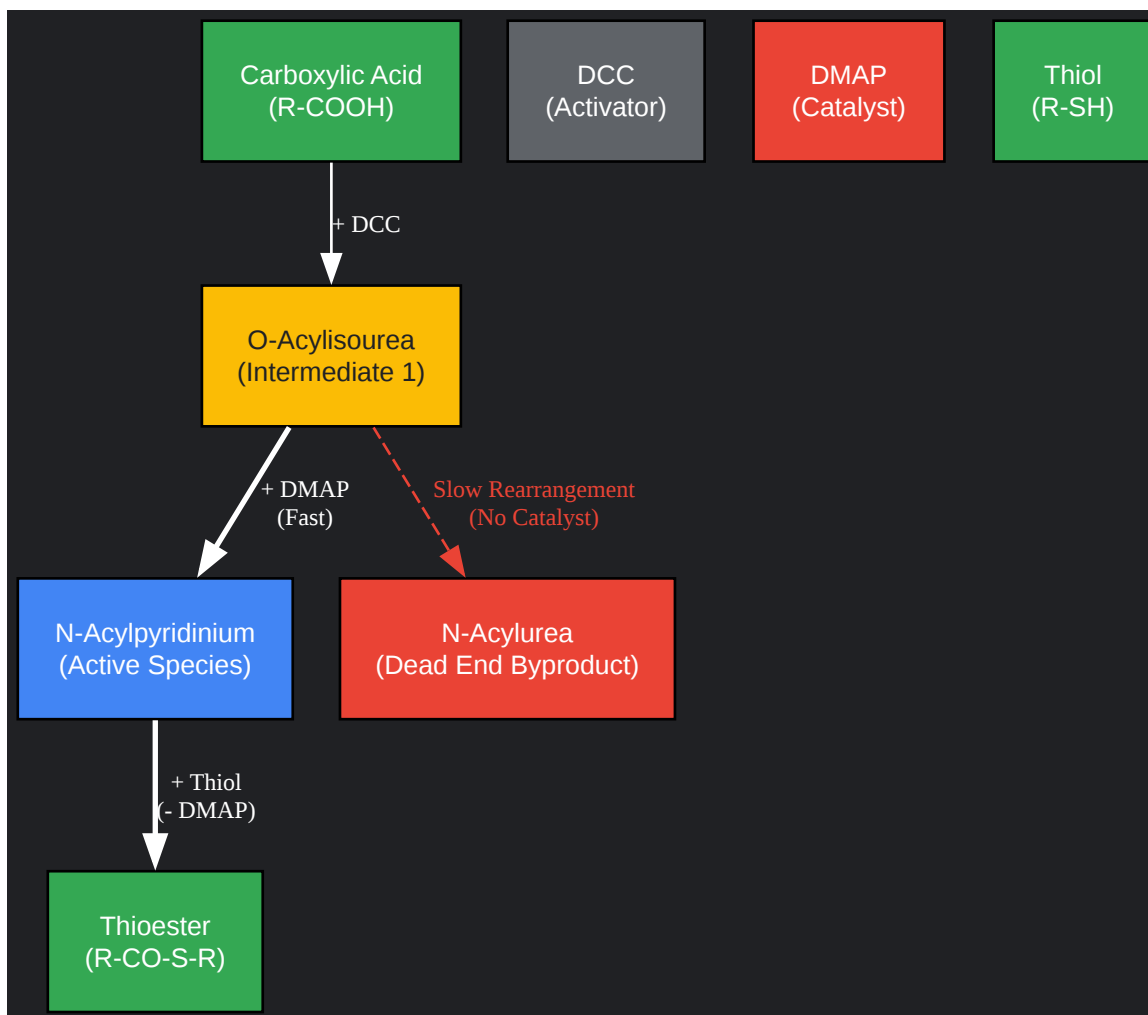 Carboxylic Acid
(R-COOH)
DCC
(Activator)
DMAP
(Catalyst)
Thiol
(R-SH)
+ DCC
O-Acylisourea
(Intermediate 1)
+ DMAP
(Fast)
Slow Rearrangement
(No Catalyst)
N-Acylpyridinium
(Active Species)
N-Acylurea
(Dead End Byproduct)
+ Thiol
(- DMAP)
Thioester
(R-CO-S-R)